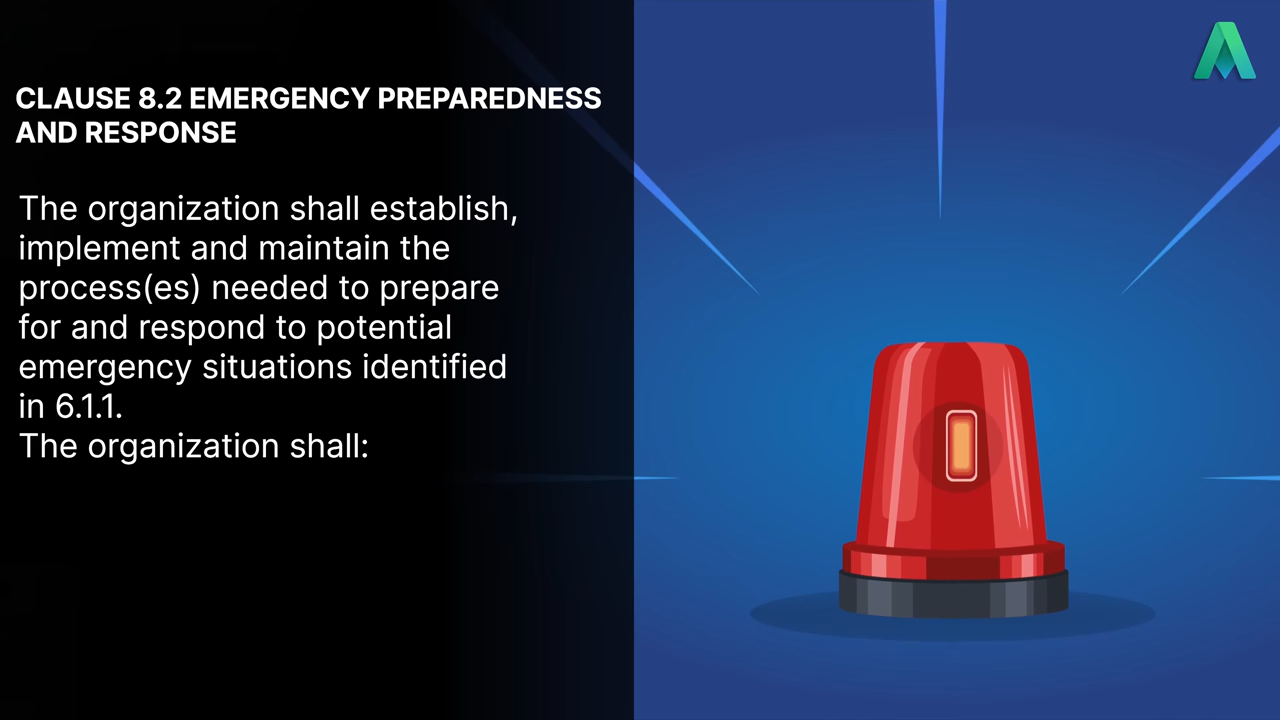 CLAUSE 8.2 EMERGENCY PREPAREDNESS
AND RESPONSE
The organization shall establish,
implement and maintain the
process(es) needed to prepare
for and respond to potential
emergency situations identified
in 6.1.1.
The organization shall: